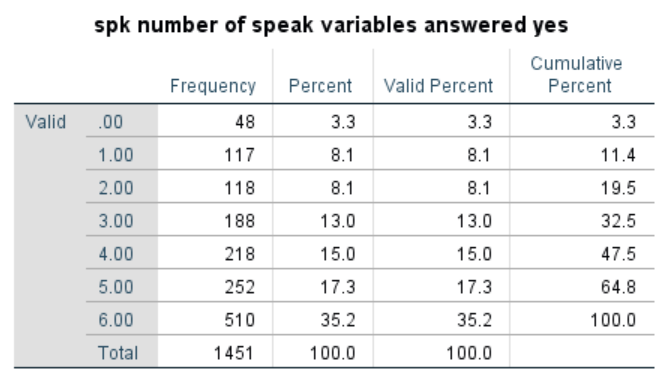 spk number of speak variables answered yes
Frequency Percent Valid Percent Cumulative Percent
Valid .00 48 3.3 3.3 3.3
1.00 117 8.1 8.1 11.4
2.00 118 8.1 8.1 19.5
3.00 188 13.0 13.0 32.5
4.00 218 15.0 15.0 47.5
5.00 252 17.3 17.3 64.8
6.00 510 35.2 35.2 100.0
Total 1451 100.0 100.0